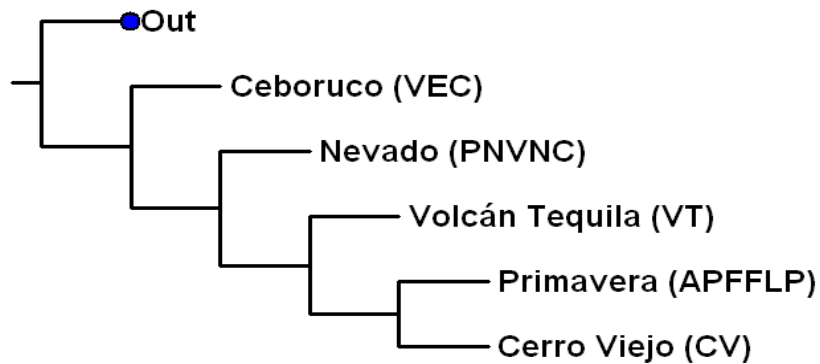 Out
Ceboruco (VEC)
Nevado (PNVNC)
Volcán Tequila (VT)
Primavera (APFFLP)
Cerro Viejo (CV)